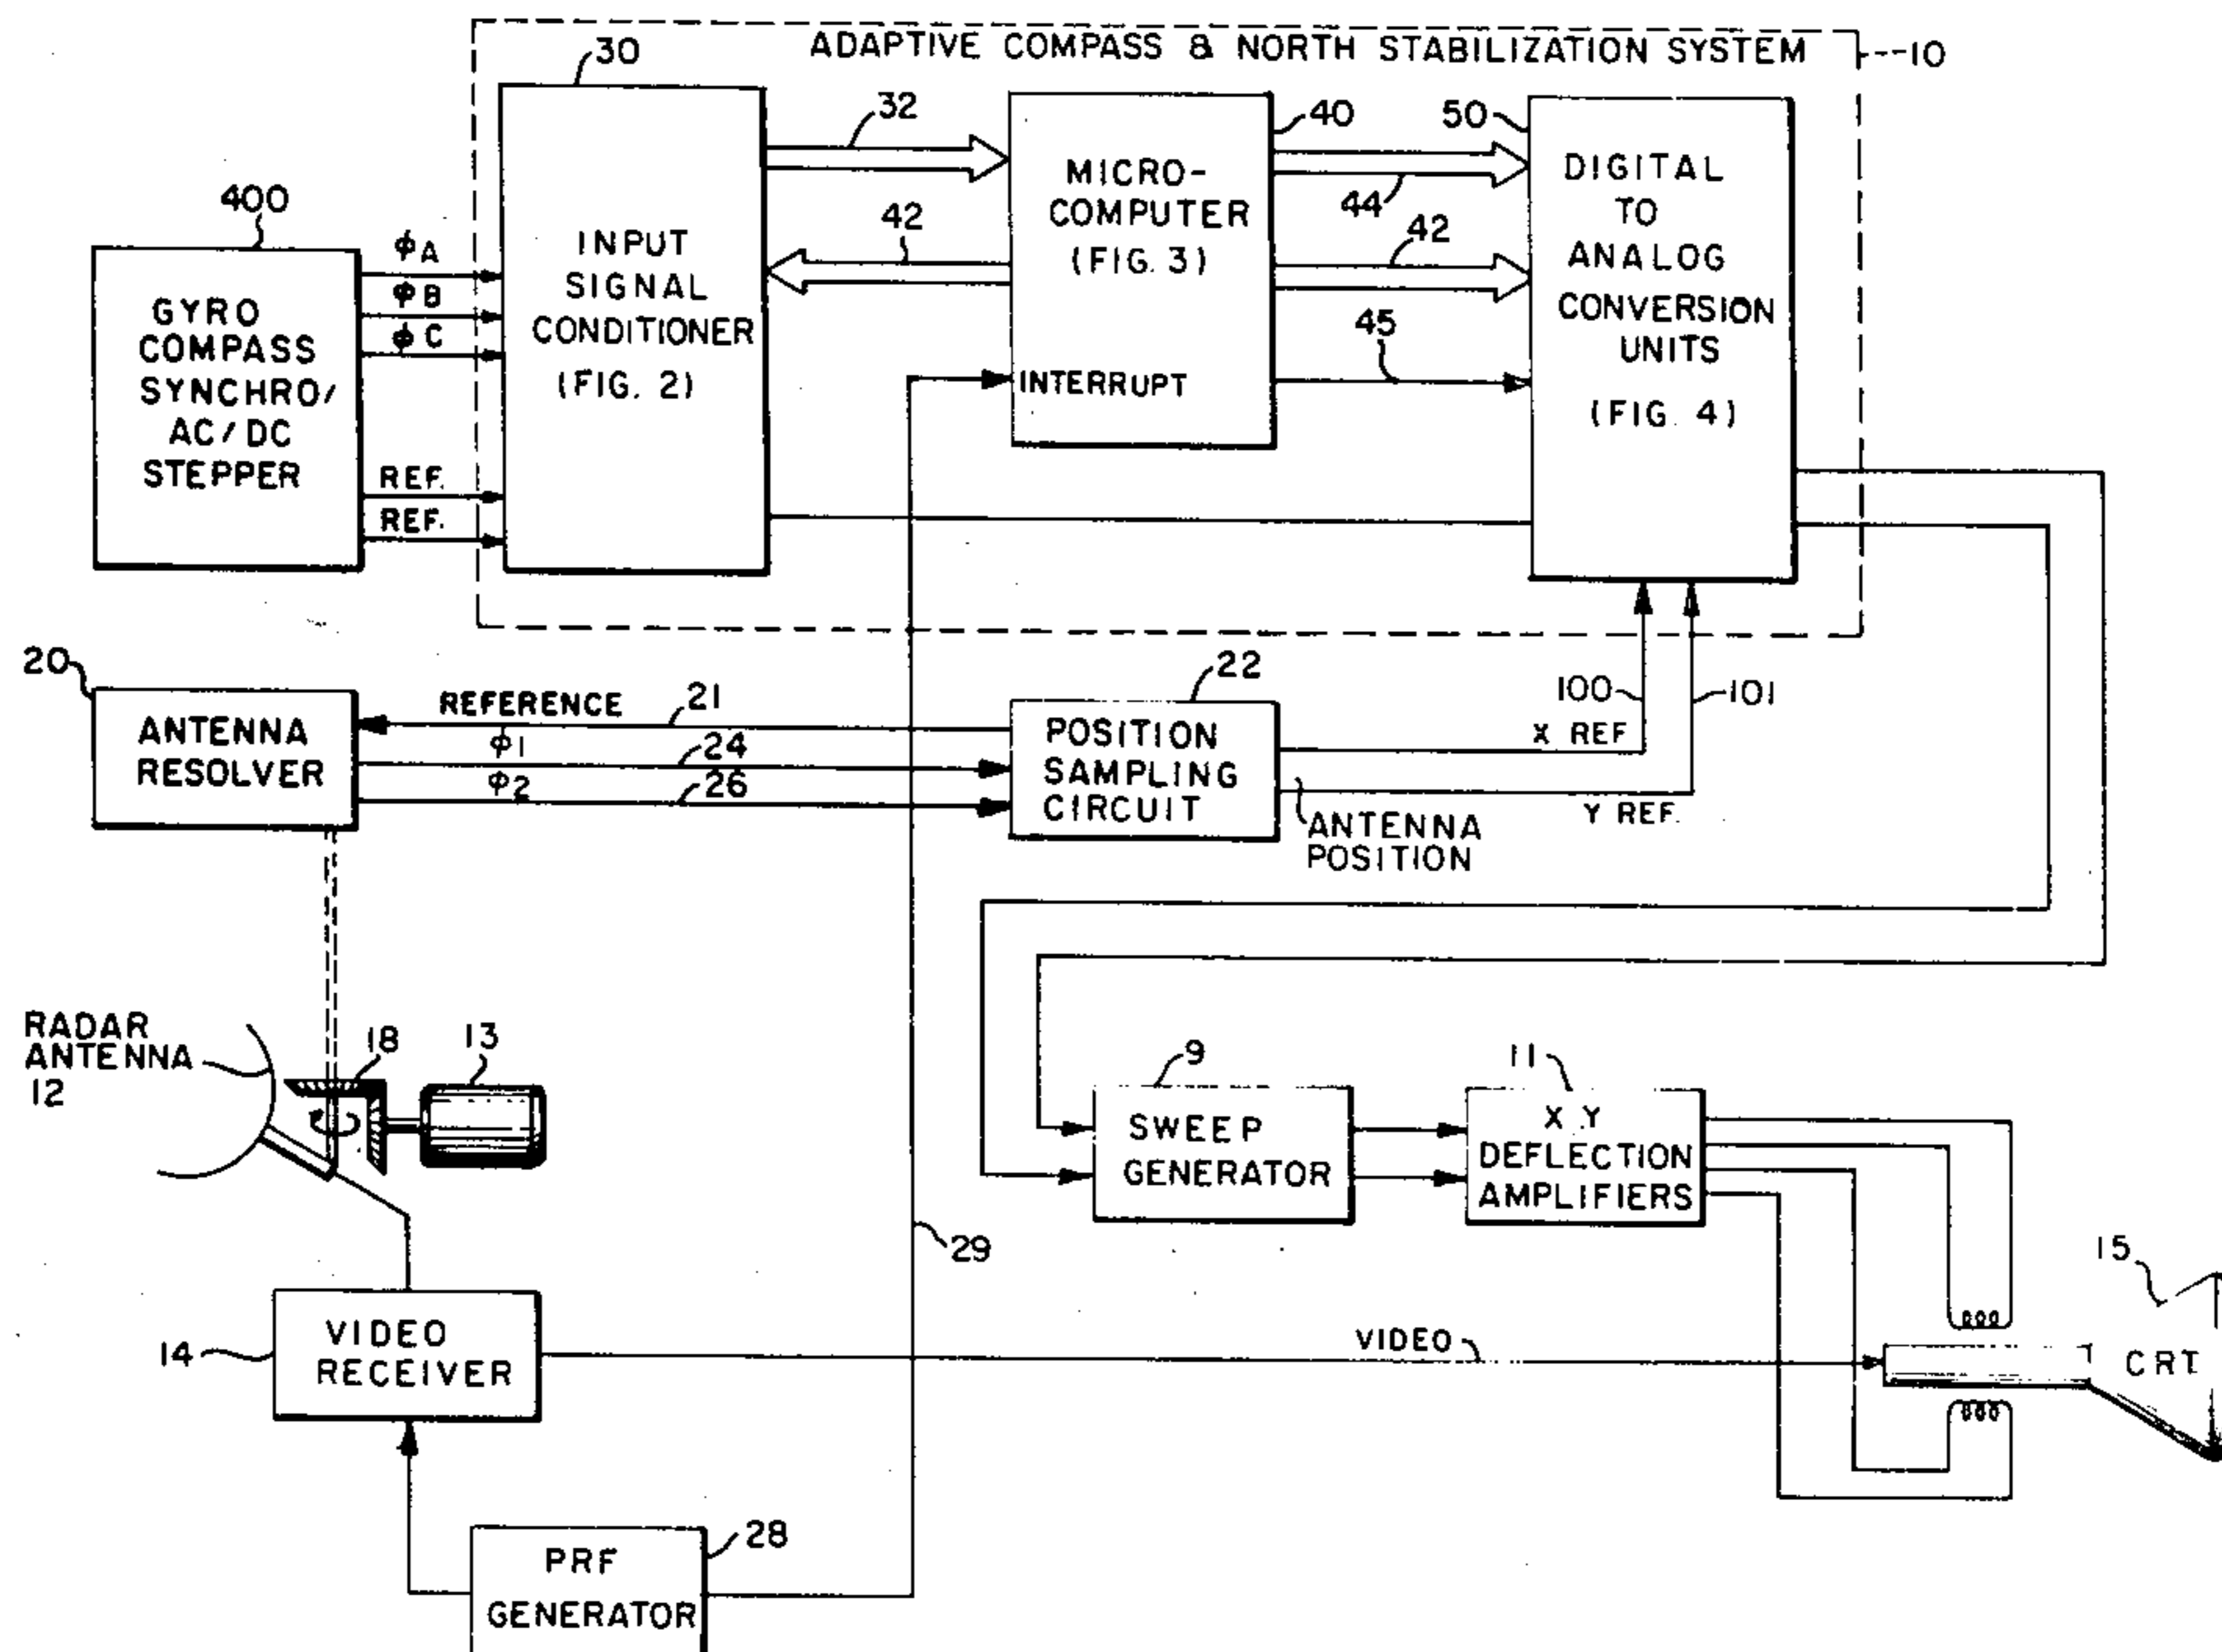 ADAPTIVE COMPASS & NORTH STABILIZATION SYSTEM
10
30
32
40
50
400
ΦA
ΦB
ΦC
REF.
REF.
GYRO
COMPASS
SYNCHRO/
AC/DC
STEPPER
INPUT
SIGNAL
CONDITIONER
(FIG. 2)
42
MICRO-
COMPUTER
(FIG. 3)
INTERRUPT
44
42
45
DIGITAL
TO
ANALOG
CONVERSION
UNITS
(FIG. 4)
20
ANTENNA
RESOLVER
REFERENCE
21
Φ1
24
Φ2
26
22
POSITION
SAMPLING
CIRCUIT
100
101
X REF
Y REF.
ANTENNA
POSITION
RADAR
ANTENNA
12
18
13
9
SWEEP
GENERATOR
11
X Y
DEFLECTION
AMPLIFIERS
29
15
CRT
14
VIDEO
RECEIVER
VIDEO
28
PRF
GENERATOR